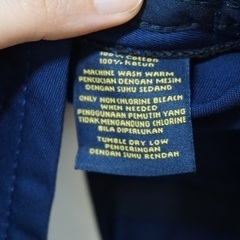 100% Cotton
100% Katun
MACHINE WASH WARM
PENCUCIAN DENGAN MESIN
DENGAN SUHU SEDANG
ONLY NON CHLORINE BLEACH
WHEN NEEDED
PENGGUNAAN PEMUTIH YANG
TIDAK MENGANDUNG CHLORINE
BILA DIPERLUKAN
TUMBLE DRY LOW
PENGERINGAN
DENGAN SUHU RENDAH